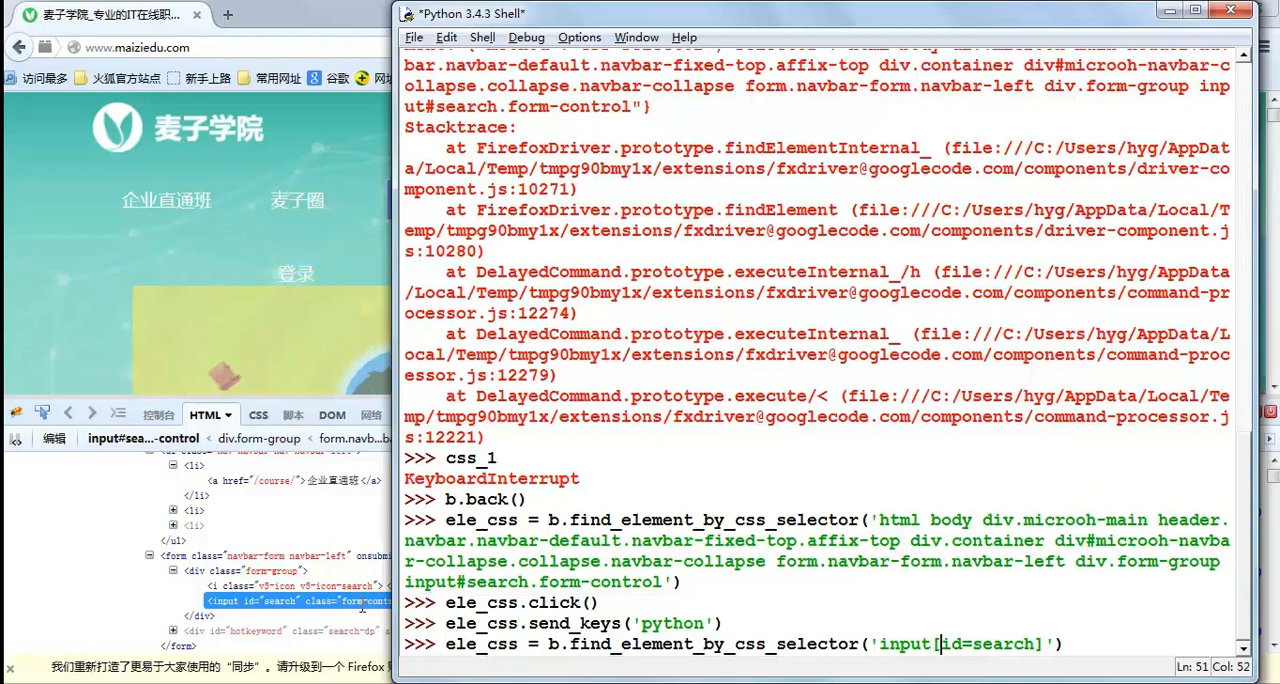 麦子学院_专业的IT在线职... × +
www.maiziedu.com
访问最多 火狐官方站点 新手上路 常用网址 谷歌 网址
麦子学院
企业直通班 麦子圈
登录
控制台 HTML CSS 脚本 DOM 网络
编辑 input#sea...-control < div.form-group < form.navb...
<li>
<a href="/course/">企业直通班</a>
</li>
<li>
<li>
</ul>
<form class="navbar-form navbar-left" onsubmi
<div class="form-group">
<i class="v5-icon v5-icon-search"> <
<input id="search" class="form-cont
</div>
<div id="hotkeyword" class="search-dp
</form>
我们重新打造了更易于大家使用的“同步”。请升级到一个 Firefox
*Python 3.4.3 Shell*
File Edit Shell Debug Options Window Help
bar.navbar-default.navbar-fixed-top.affix-top div.container div#microoh-navbar-c
ollapse.collapse.navbar-collapse form.navbar-form.navbar-left div.form-group inp
ut#search.form-control"}
Stacktrace:
at FirefoxDriver.prototype.findElementInternal_ (file:///C:/Users/hyg/AppDat
a/Local/Temp/tmpg90bmy1x/extensions/fxdriver@googlecode.com/components/driver-co
mponent.js:10271)
at FirefoxDriver.prototype.findElement (file:///C:/Users/hyg/AppData/Local/T
emp/tmpg90bmy1x/extensions/fxdriver@googlecode.com/components/driver-component.j
s:10280)
at DelayedCommand.prototype.executeInternal_/h (file:///C:/Users/hyg/AppData
/Local/Temp/tmpg90bmy1x/extensions/fxdriver@googlecode.com/components/command-pr
ocessor.js:12274)
at DelayedCommand.prototype.executeInternal_ (file:///C:/Users/hyg/AppData/L
ocal/Temp/tmpg90bmy1x/extensions/fxdriver@googlecode.com/components/command-proc
essor.js:12279)
at DelayedCommand.prototype.execute/< (file:///C:/Users/hyg/AppData/Local/Te
mp/tmpg90bmy1x/extensions/fxdriver@googlecode.com/components/command-processor.j
s:12221)
>>> css_1
KeyboardInterrupt
>>> b.back()
>>> ele_css = b.find_element_by_css_selector('html body div.microoh-main header.
navbar.navbar-default.navbar-fixed-top.affix-top div.container div#microoh-navba
r-collapse.collapse.navbar-collapse form.navbar-form.navbar-left div.form-group
input#search.form-control')
>>> ele_css.click()
>>> ele_css.send_keys('python')
>>> ele_css = b.find_element_by_css_selector('input[id=search]')
Ln: 51 Col: 52